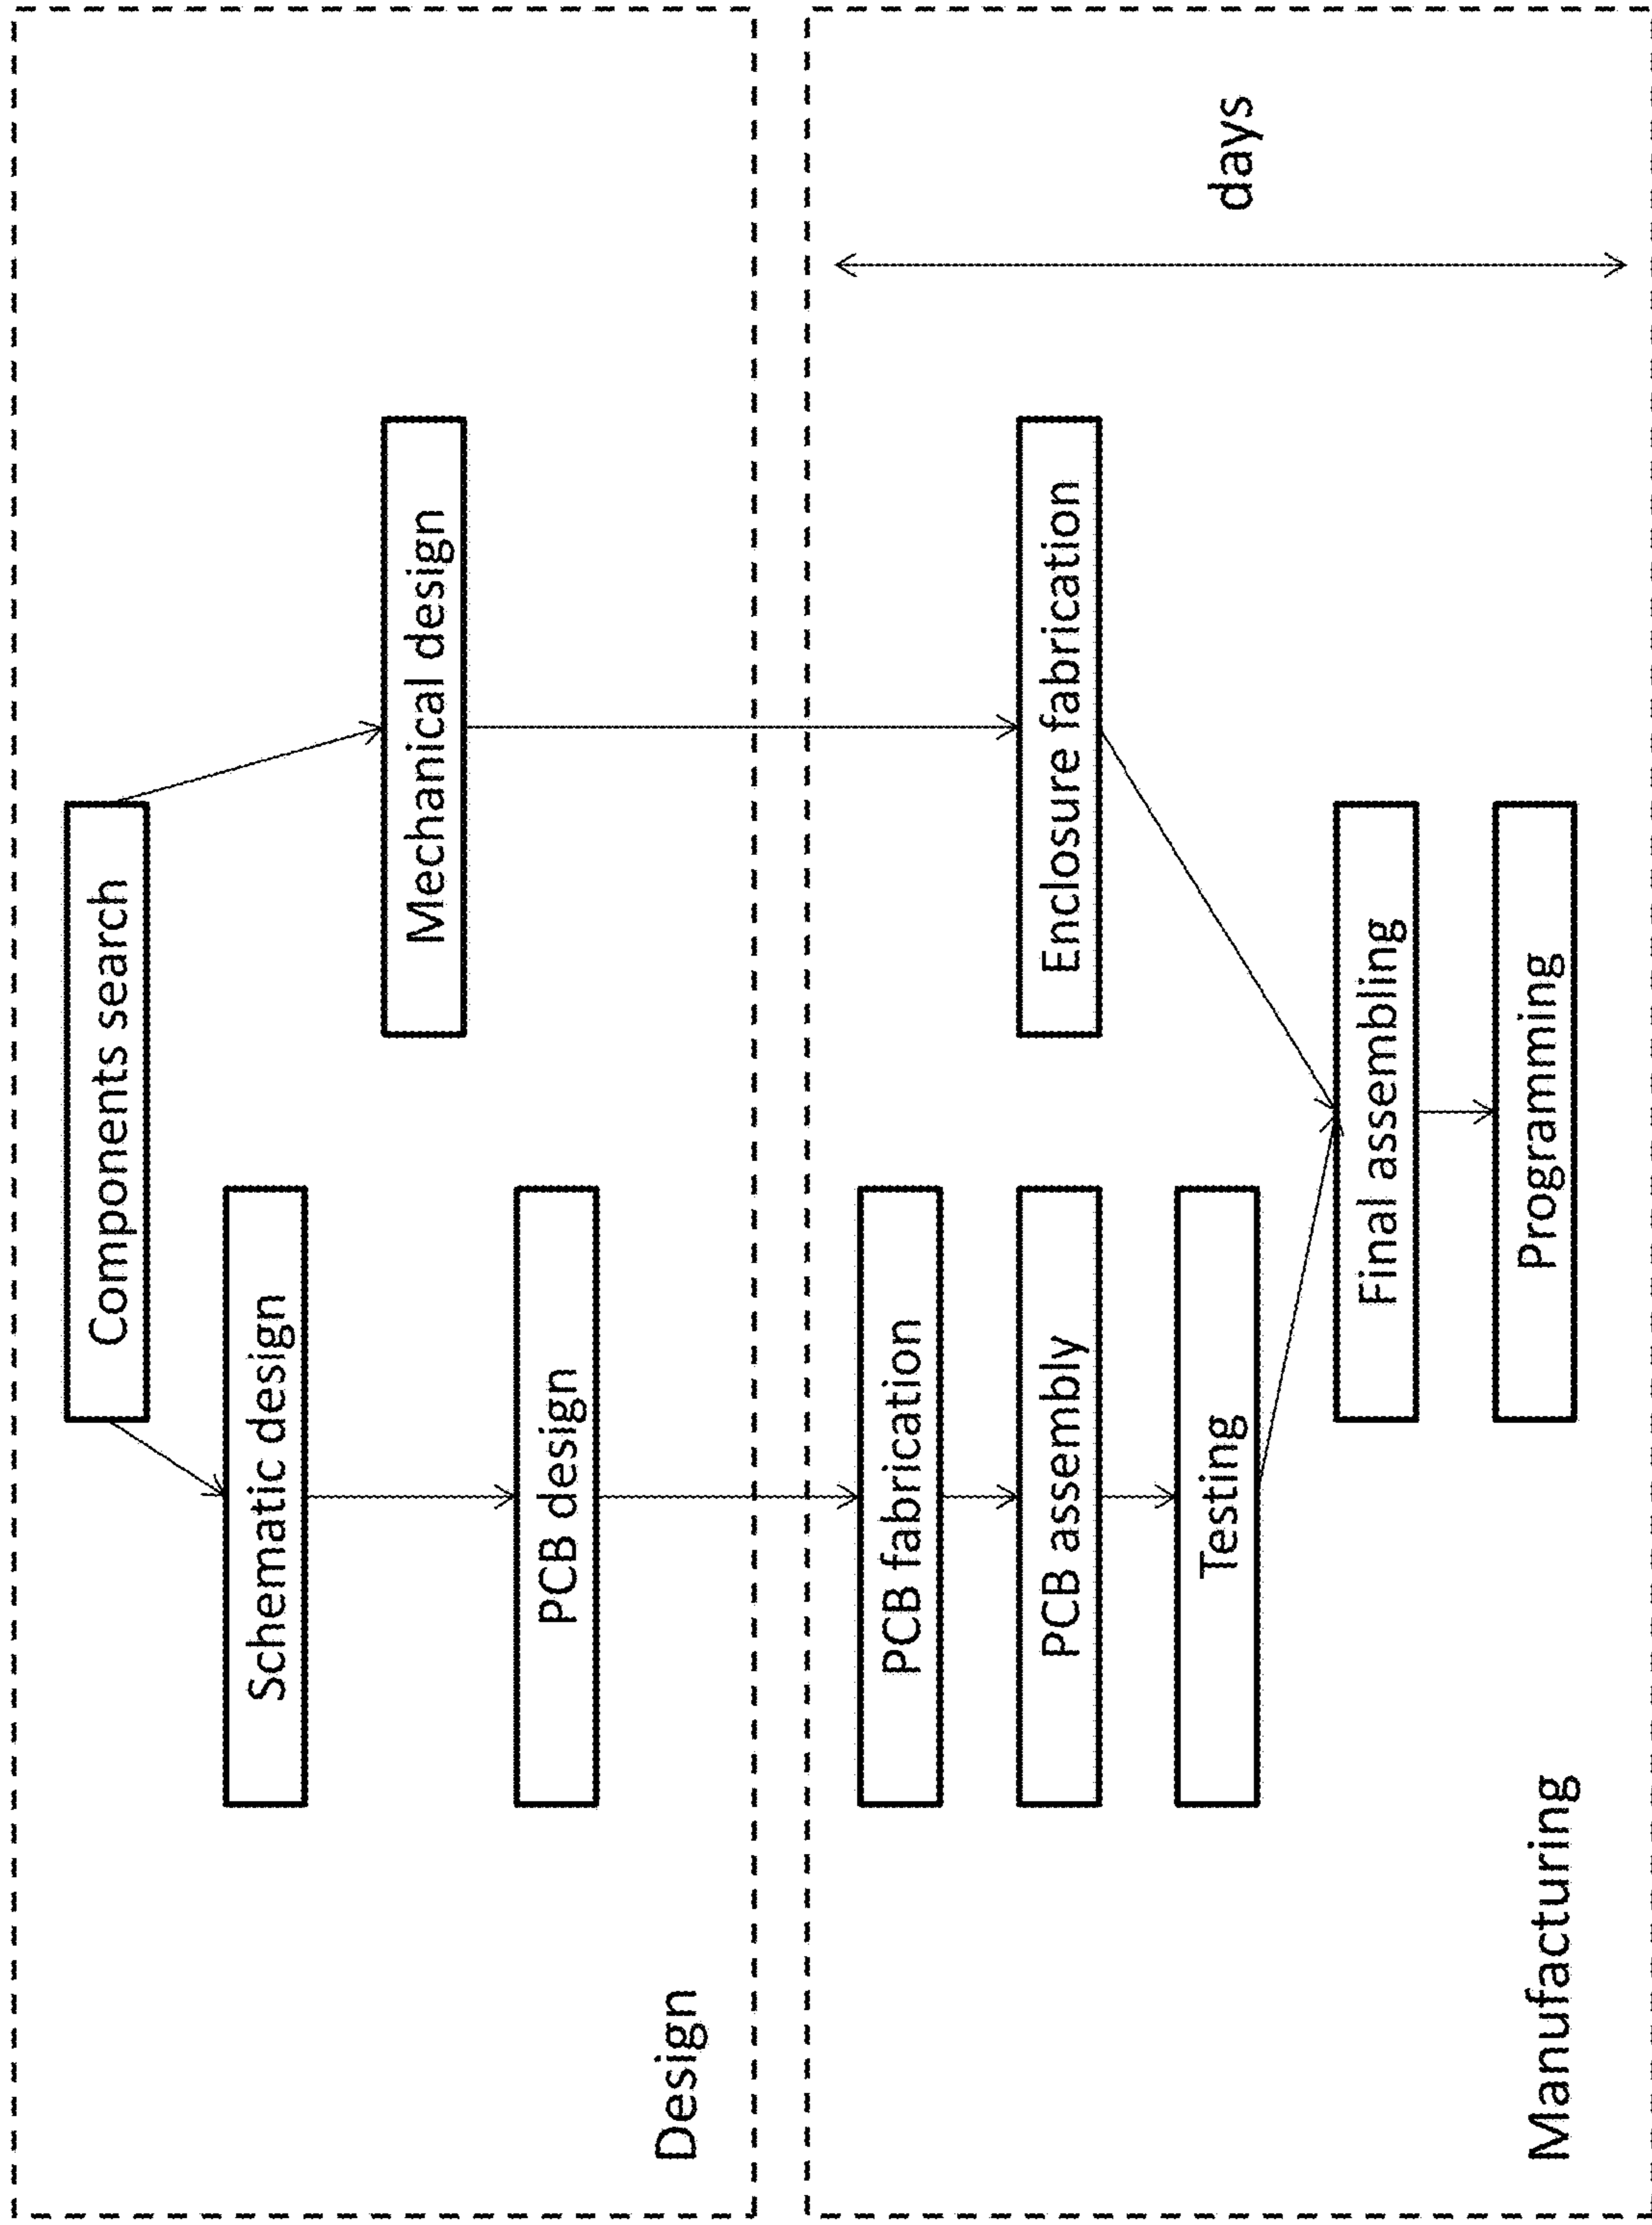 Components search
Schematic design
Mechanical design
PCB design
Design
PCB fabrication
PCB assembly
Enclosure fabrication
Testing
days
Final assembling
Programming
Manufacturing